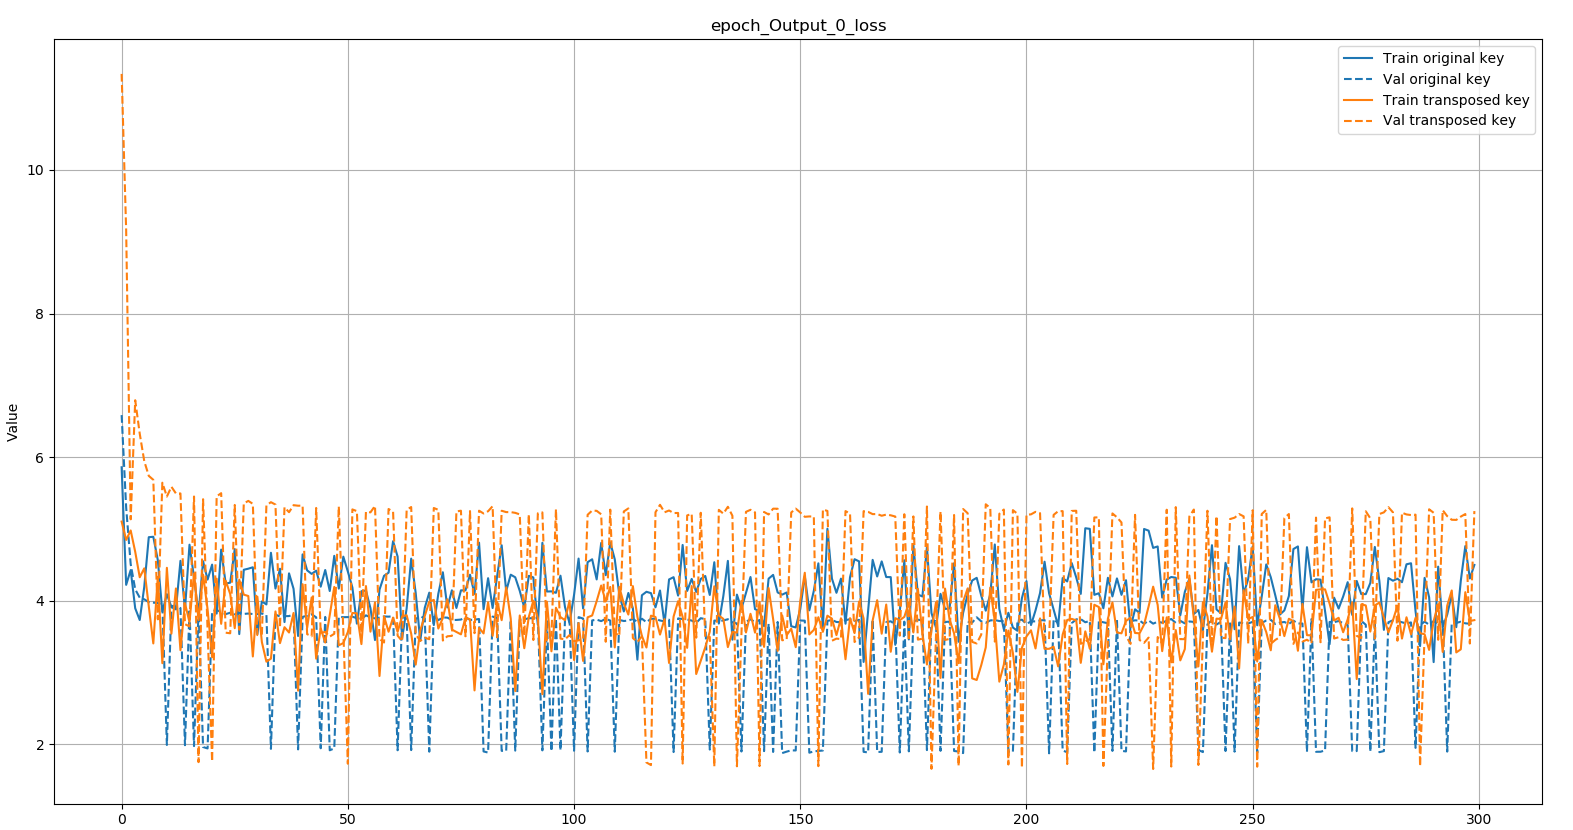 epoch_Output_0_loss
Train original key
Val original key
Train transposed key
Val transposed key
Value
10
8
6
4
2
0 50 100 150 200 250 300